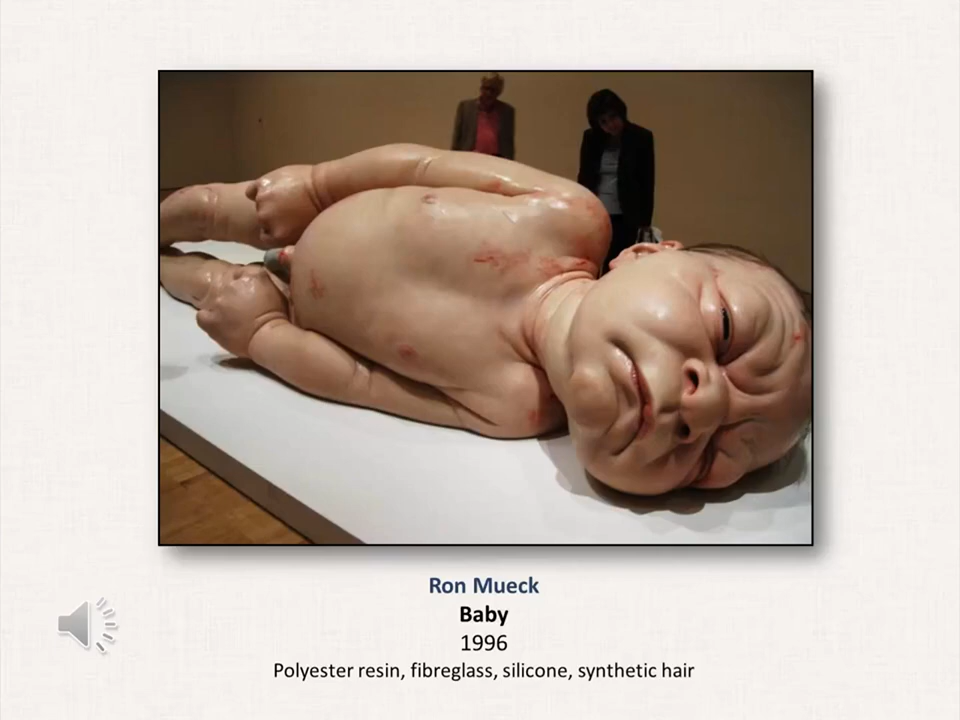 Ron Mueck
Baby
1996
Polyester resin, fibreglass, silicone, synthetic hair